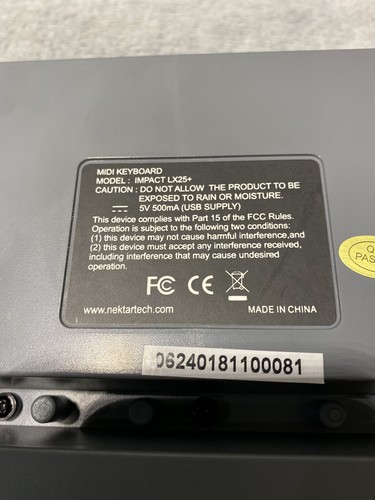 MIDI KEYBOARD
MODEL : IMPACT LX25+
CAUTION : DO NOT ALLOW THE PRODUCT TO BE
EXPOSED TO RAIN OR MOISTURE.
5V 500mA (USB SUPPLY)
This device complies with Part 15 of the FCC Rules.
Operation is subject to the following two conditions:
(1) this device may not cause harmful interference,and
(2) this device must accept any interference received,
including interference that may cause undesired
operation.
FC CE
www.nektartech.com
MADE IN CHINA
06240181100081